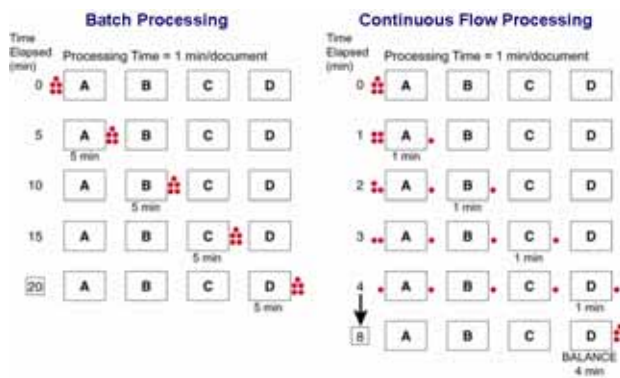 Batch Processing
Time
Elapsed
(min)
Processing Time = 1 min/document
0 A B C D
5 A B C D
5 min
10 A B C D
5 min
15 A B C D
5 min
20 A B C D
5 min
Continuous Flow Processing
Time
Elapsed
(min)
Processing Time = 1 min/document
0 A B C D
1 A B C D
1 min
2 A B C D
1 min
3 A B C D
1 min
4 A B C D
1 min
8 A B C D
BALANCE
4 min